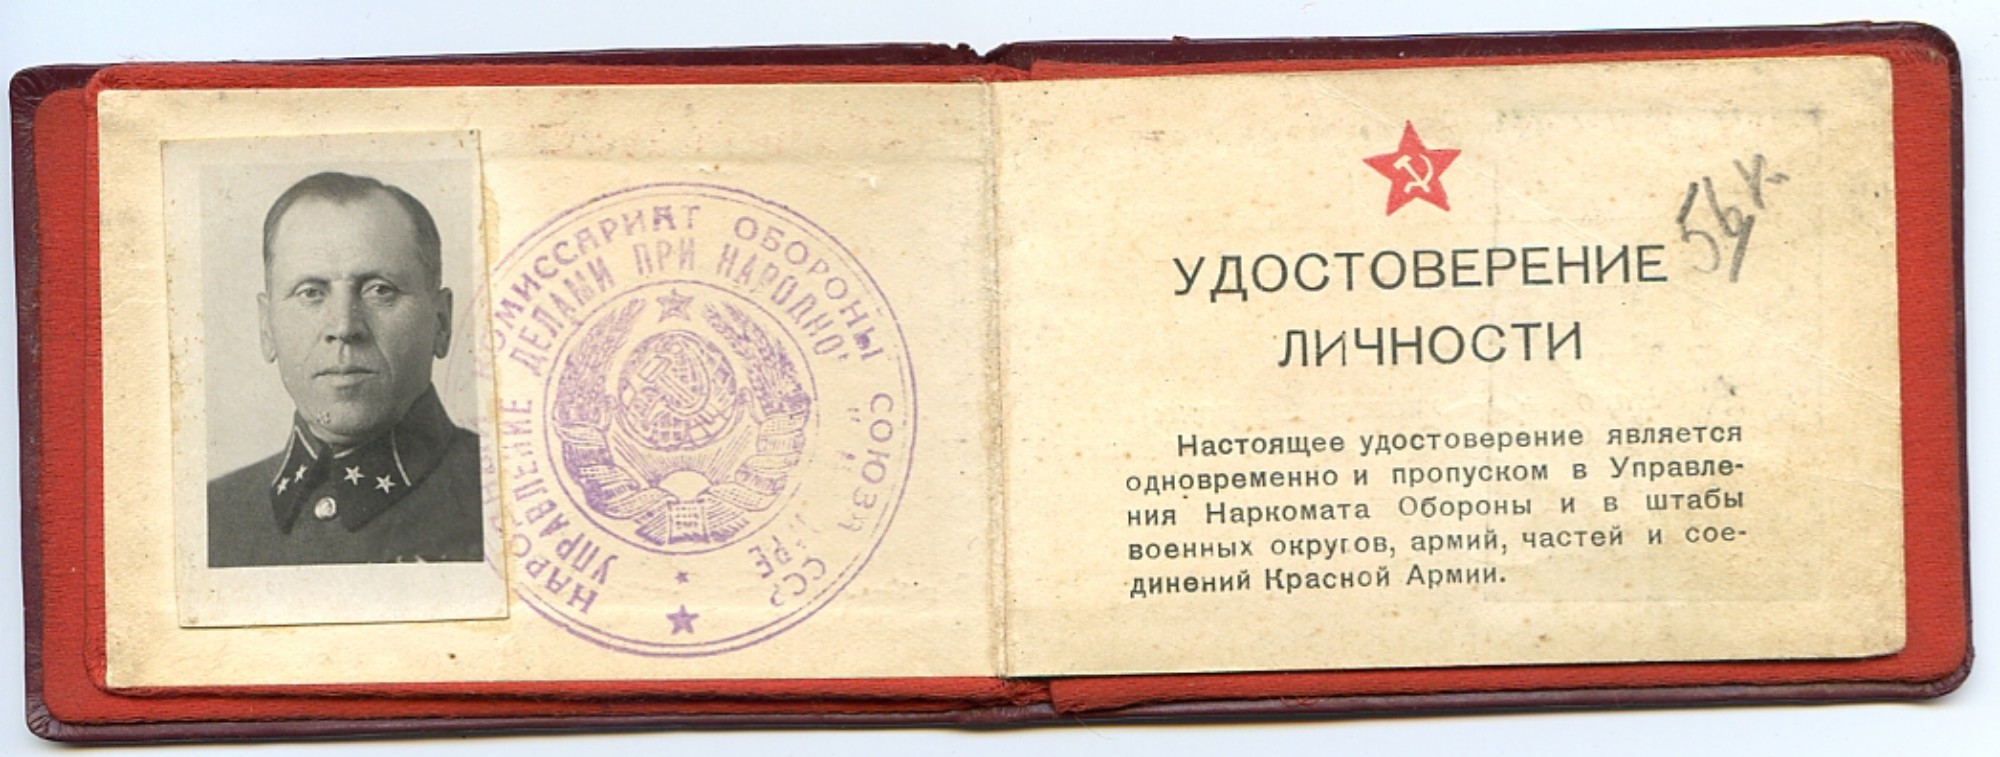 НАРОДНЫЙ КОМИССАРИАТ ОБОРОНЫ СОЮЗА ССР
УПРАВЛЕНИЕ ДЕЛАМИ ПРИ НАРОДНО
УДОСТОВЕРЕНИЕ
ЛИЧНОСТИ
56 к.
Настоящее удостоверение является
одновременно и пропуском в Управле-
ния Наркомата Обороны и в штабы
военных округов, армий, частей и сое-
динений Красной Армии.